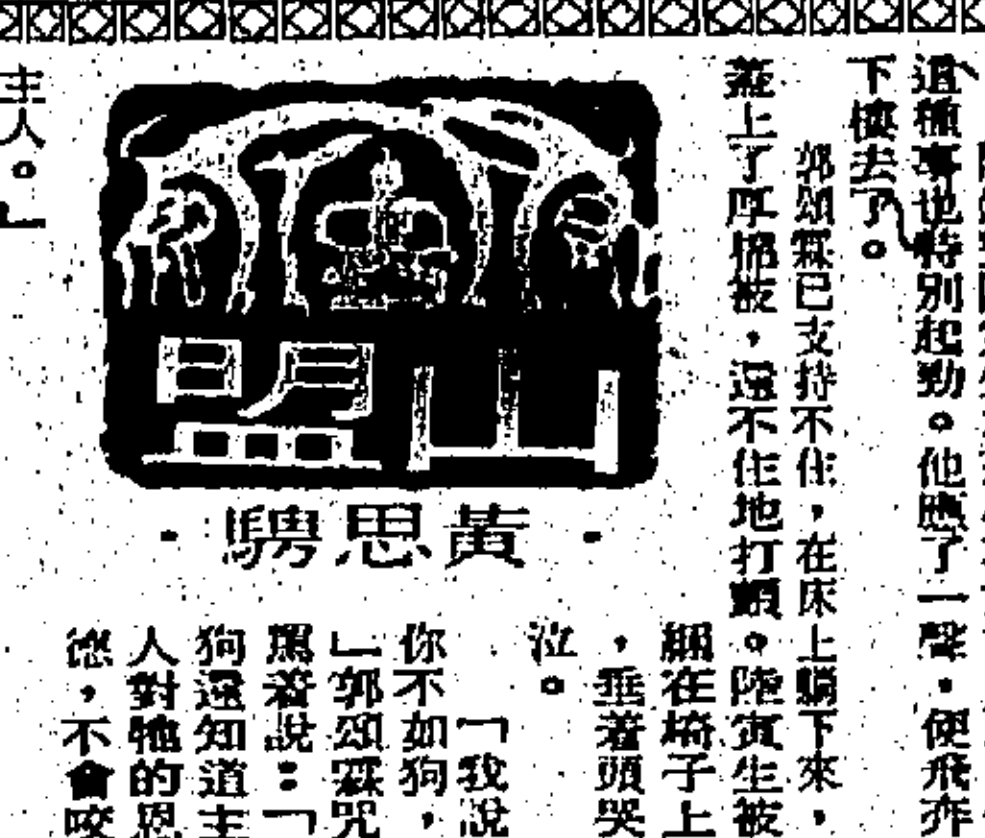 這種事也特別起勁。他應了一聲,便飛奔
下樓去了。
郭頌霖已支持不住,在床上躺下來,
蓋上了厚棉被,還不住地打顫。陸寅生被
綑在椅子上
,垂着頭哭
泣。
「我說
你不如狗,
」郭頌霖咒
罵着說:「
狗還知道主
人對牠的恩
德,不會咬
山盟
·黃思騁·
主人。」